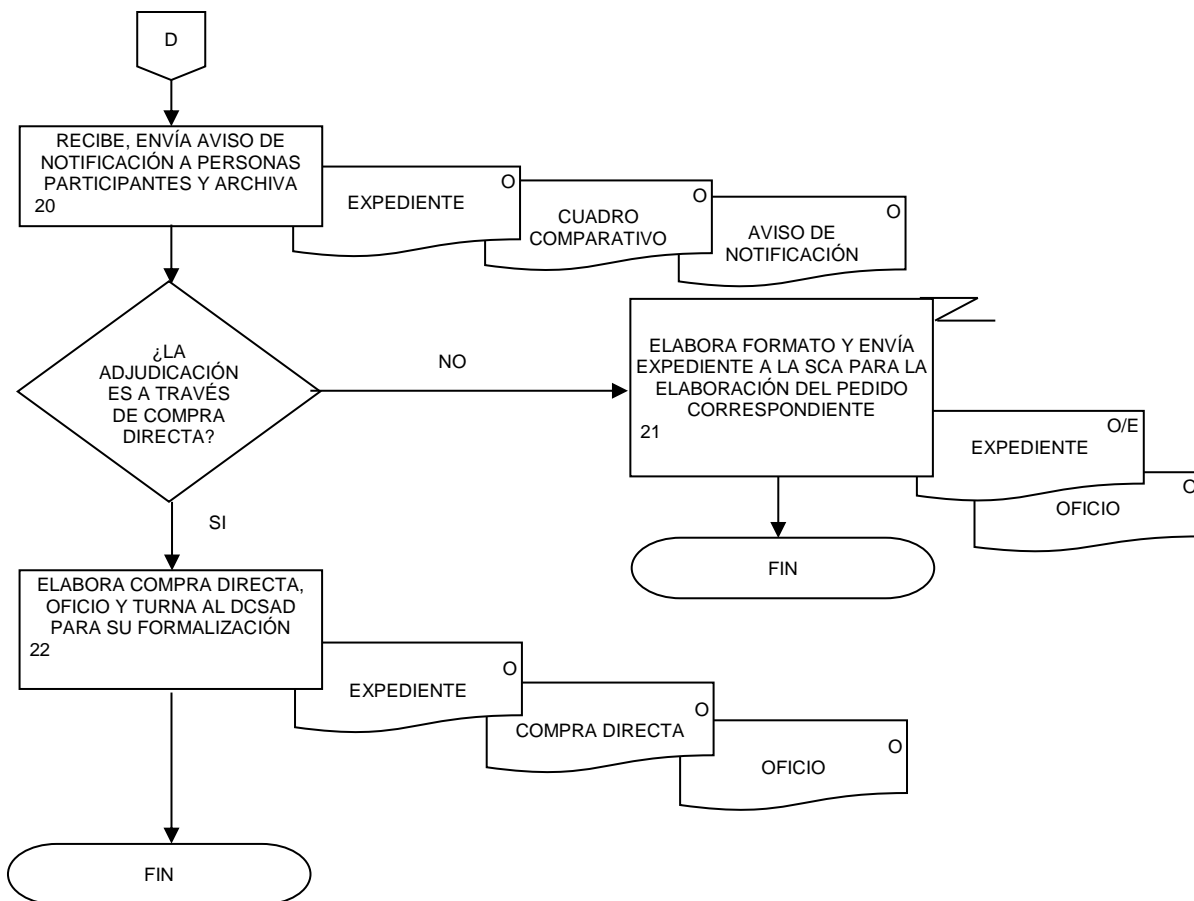 D
RECIBE, ENVÍA AVISO DE
NOTIFICACIÓN A PERSONAS
PARTICIPANTES Y ARCHIVA
20
O
EXPEDIENTE
O
CUADRO
COMPARATIVO
O
AVISO DE
NOTIFICACIÓN
¿LA
ADJUDICACIÓN
ES A TRAVÉS
DE COMPRA
DIRECTA?
NO
ELABORA FORMATO Y ENVÍA
EXPEDIENTE A LA SCA PARA LA
ELABORACIÓN DEL PEDIDO
CORRESPONDIENTE
21
O/E
EXPEDIENTE
O
OFICIO
FIN
SI
ELABORA COMPRA DIRECTA,
OFICIO Y TURNA AL DCSAD
PARA SU FORMALIZACIÓN
22
O
EXPEDIENTE
O
COMPRA DIRECTA
O
OFICIO
FIN